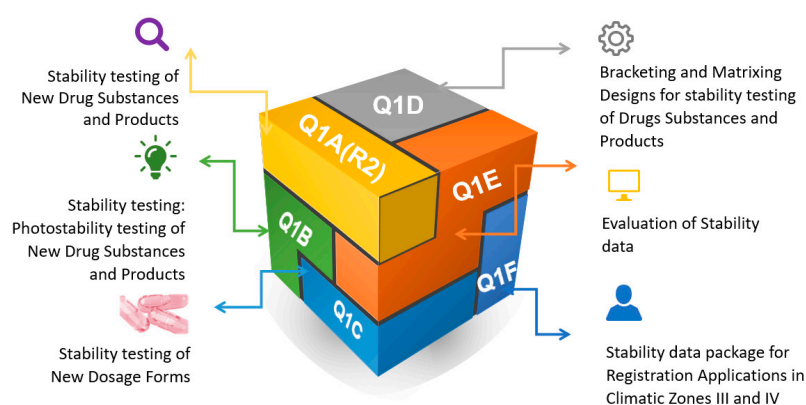 Stability testing of
New Drug Substances
and Products
Stability testing:
Photostability testing of
New Drug Substances
and Products
Stability testing of
New Dosage Forms
Q1D
Q1A(R2)
Q1E
Q1B
Q1F
Q1C
Bracketing and Matrixing
Designs for stability testing
of Drugs Substances and
Products
Evaluation of Stability
data
Stability data package for
Registration Applications in
Climatic Zones III and IV